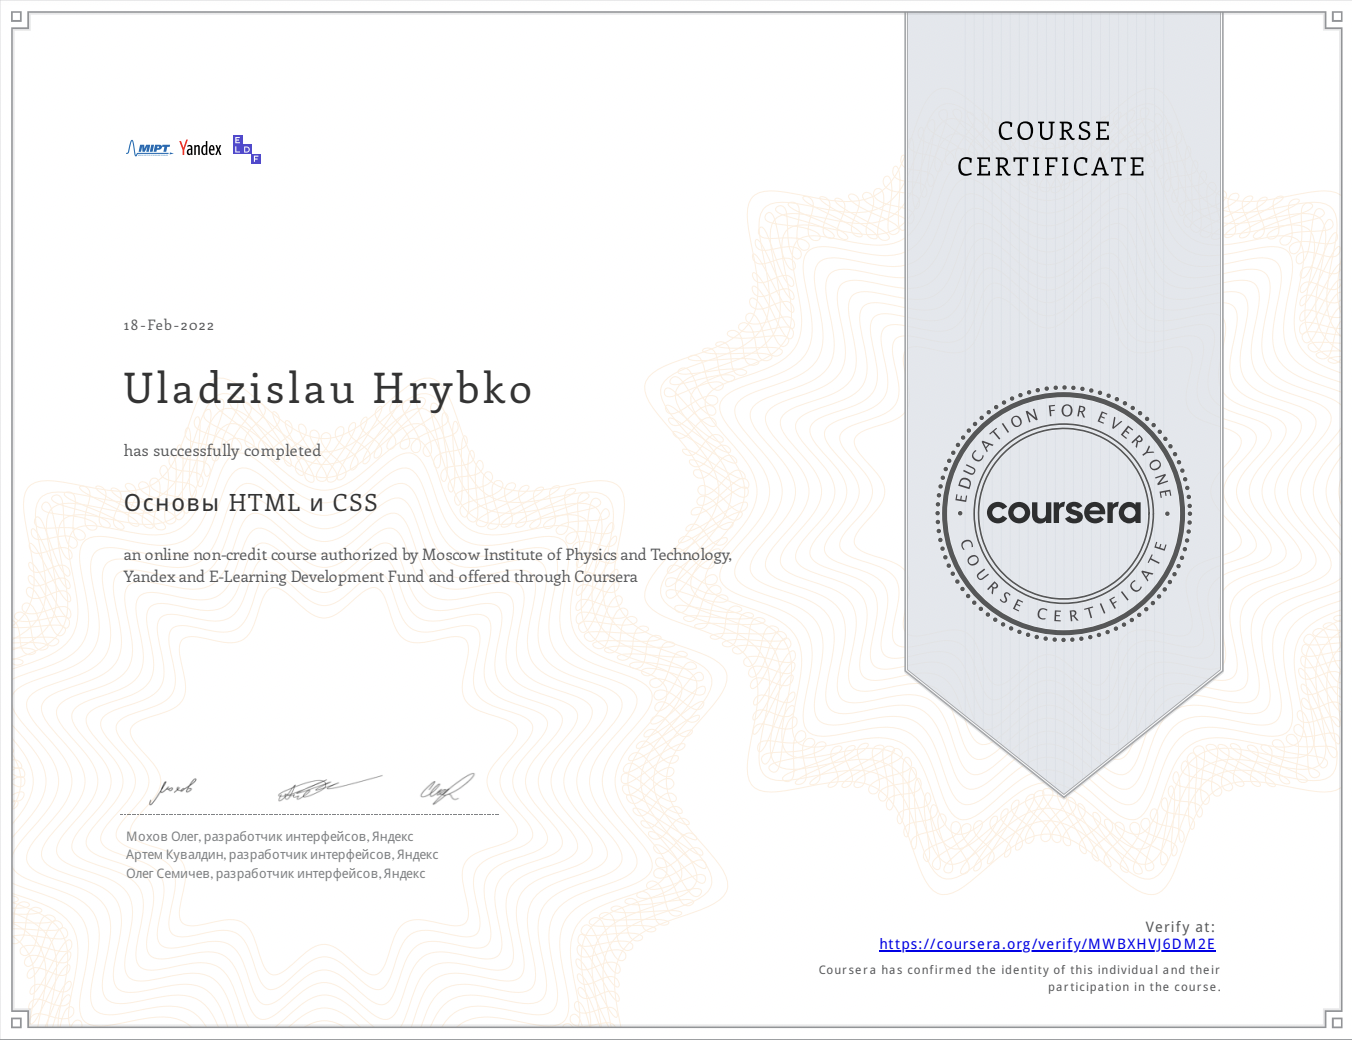 MIPT Yandex E L D F
COURSE
CERTIFICATE
18-Feb-2022
Uladzislau Hrybko
has successfully completed
Основы HTML и CSS
an online non-credit course authorized by Moscow Institute of Physics and Technology,
Yandex and E-Learning Development Fund and offered through Coursera
EDUCATION FOR EVERYONE
coursera
COURSE CERTIFICATE
Мохов Олег, разработчик интерфейсов, Яндекс
Артем Кувалдин, разработчик интерфейсов, Яндекс
Олег Семичев, разработчик интерфейсов, Яндекс
Verify at:
https://coursera.org/verify/MWBXHVJ6DM2E
Coursera has confirmed the identity of this individual and their
participation in the course.